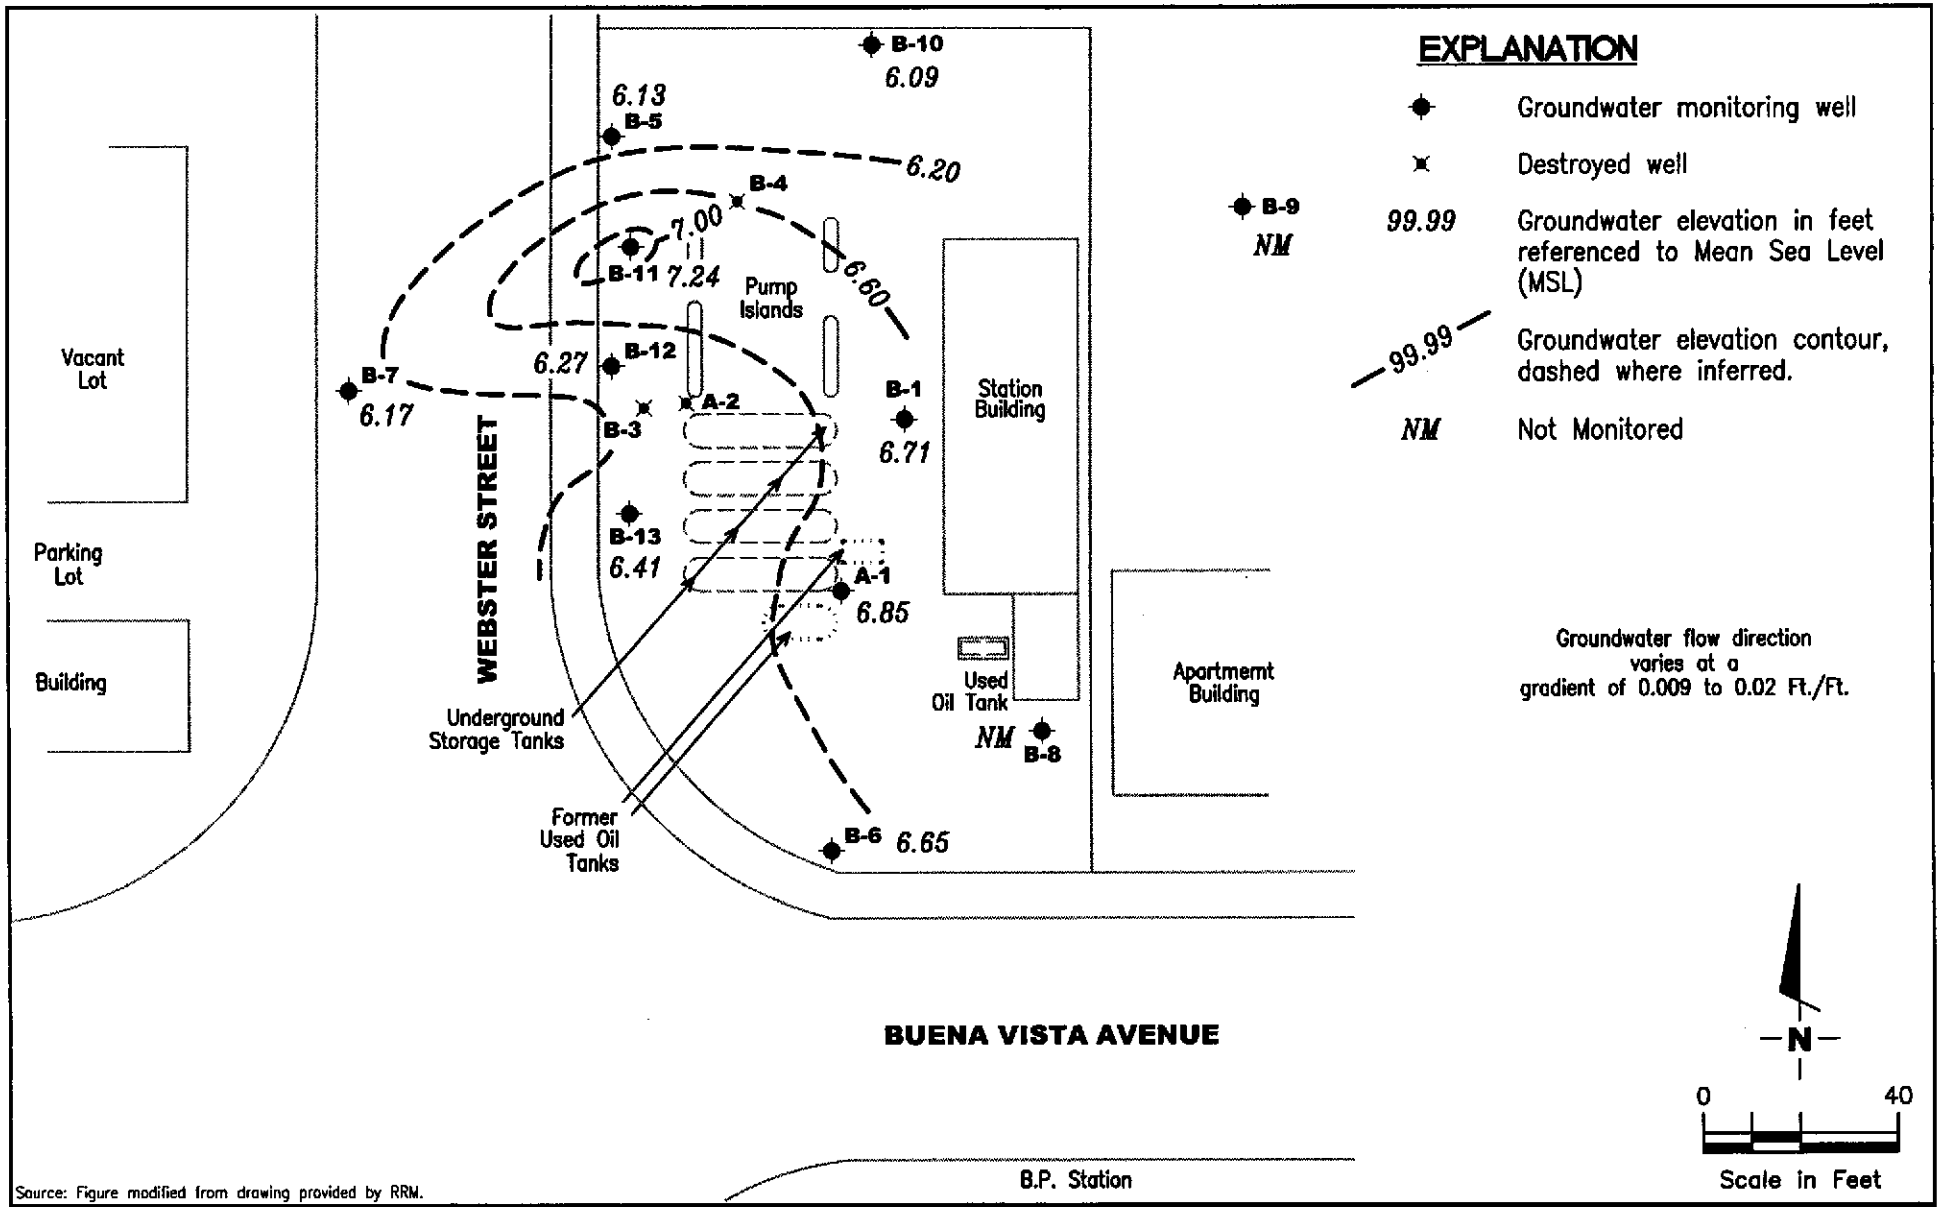 B-10
6.09
6.13
B-5
6.20
B-4
7.00
B-11 7.24
6.60
Pump
Islands
B-9
NM
EXPLANATION
Groundwater monitoring well
Destroyed well
99.99 Groundwater elevation in feet
referenced to Mean Sea Level
(MSL)
99.99 Groundwater elevation contour,
dashed where inferred.
NM Not Monitored
Vacant
Lot
B-7
6.17
6.27 B-12
A-2
B-3
B-1
6.71
Station
Building
WEBSTER STREET
B-13
6.41
A-1
6.85
Parking
Lot
Building
Used
Oil Tank
NM
B-8
Apartmemt
Building
Groundwater flow direction
varies at a
gradient of 0.009 to 0.02 Ft./Ft.
Underground
Storage Tanks
Former
Used Oil
Tanks
B-6 6.65
BUENA VISTA AVENUE
N
0 40
Scale in Feet
B.P. Station
Source: Figure modified from drawing provided by RRM.